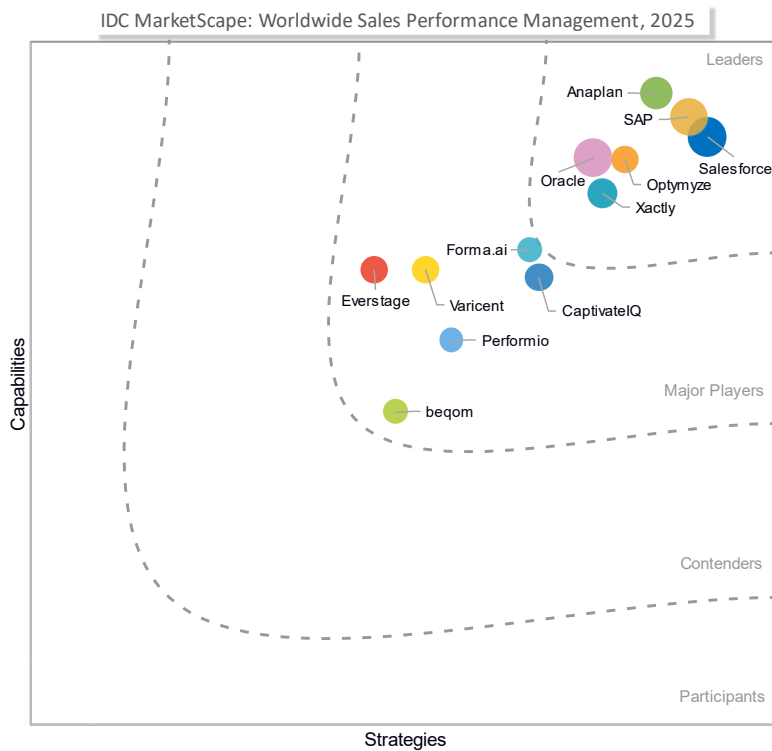 IDC MarketScape: Worldwide Sales Performance Management, 2025
Leaders
Anaplan
SAP
Salesforce
Oracle
Optymyze
Xactly
Forma.ai
Everstage
Varicent
CaptivateIQ
Performio
Major Players
beqom
Capabilities
Contenders
Participants
Strategies